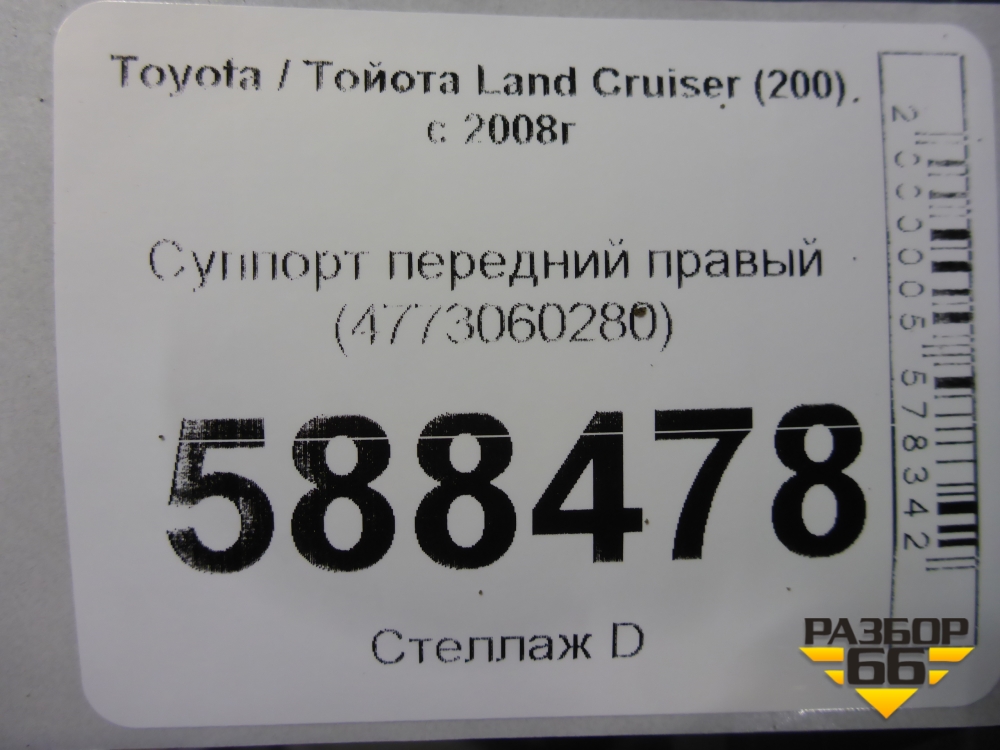 Toyota / Тойота Land Cruiser (200).
с 2008г
Суппорт передний правый
(4773060280)
588478
Стеллаж D
2000005578342
РАЗБОР
66